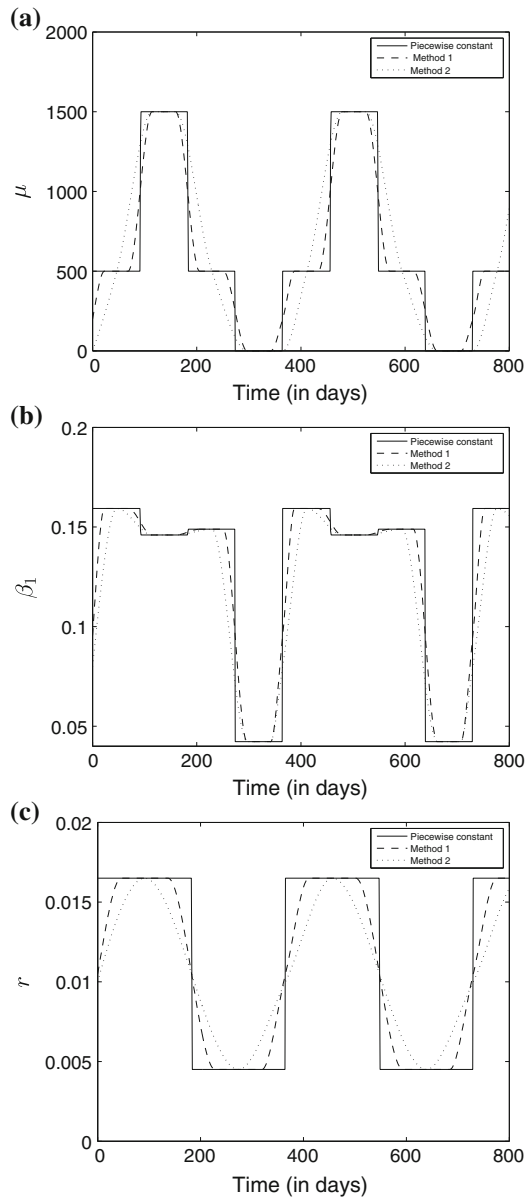 (a)
2000
1500
1000
500
0
μ
Piecewise constant
Method 1
Method 2
0 200 400 600 800
Time (in days)
(b)
0.2
0.15
0.1
0.05
β₁
Piecewise constant
Method 1
Method 2
0 200 400 600 800
Time (in days)
(c)
0.02
0.015
0.01
0.005
0
r
Piecewise constant
Method 1
Method 2
0 200 400 600 800
Time (in days)